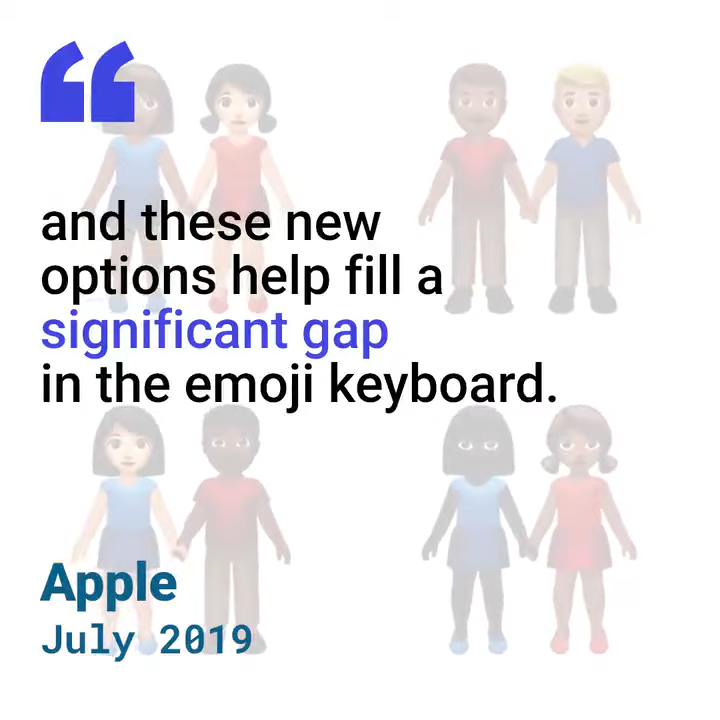 “
and these new
options help fill a
significant gap
in the emoji keyboard.
Apple
July 2019